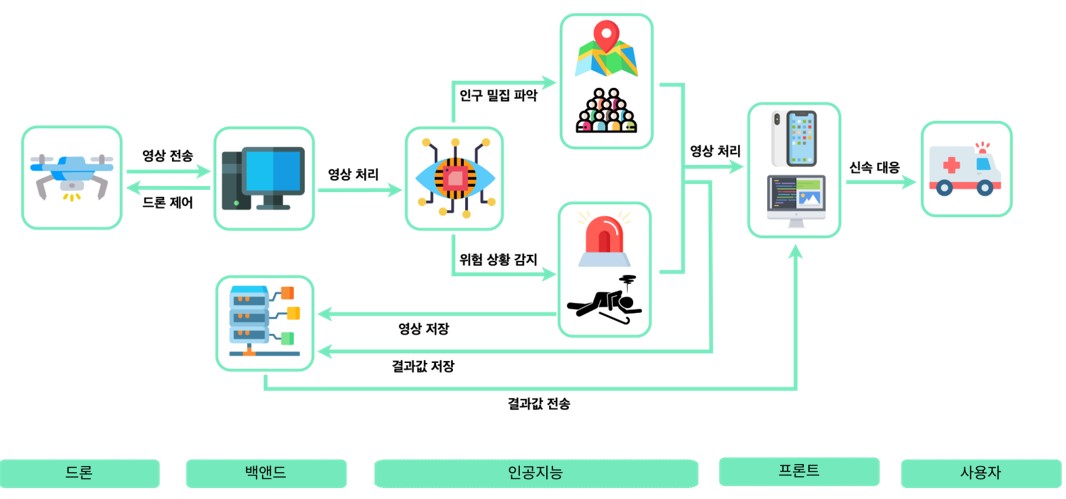 인구 밀집 파악
영상 전송
드론 제어
영상 처리
영상 처리
신속 대응
위험 상황 감지
영상 저장
결과값 저장
결과값 전송
드론
백앤드
인공지능
프론트
사용자